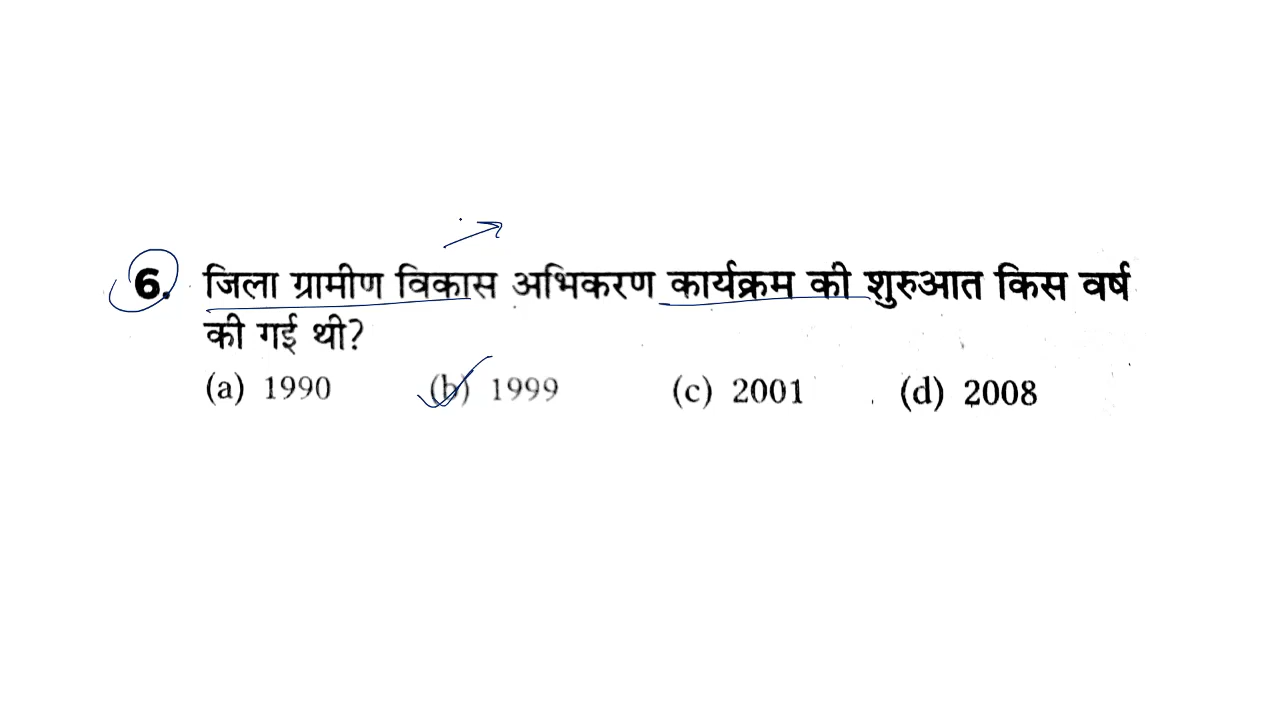 6. जिला ग्रामीण विकास अभिकरण कार्यक्रम की शुरुआत किस वर्ष
की गई थी?
(a) 1990 (b) 1999 (c) 2001 (d) 2008